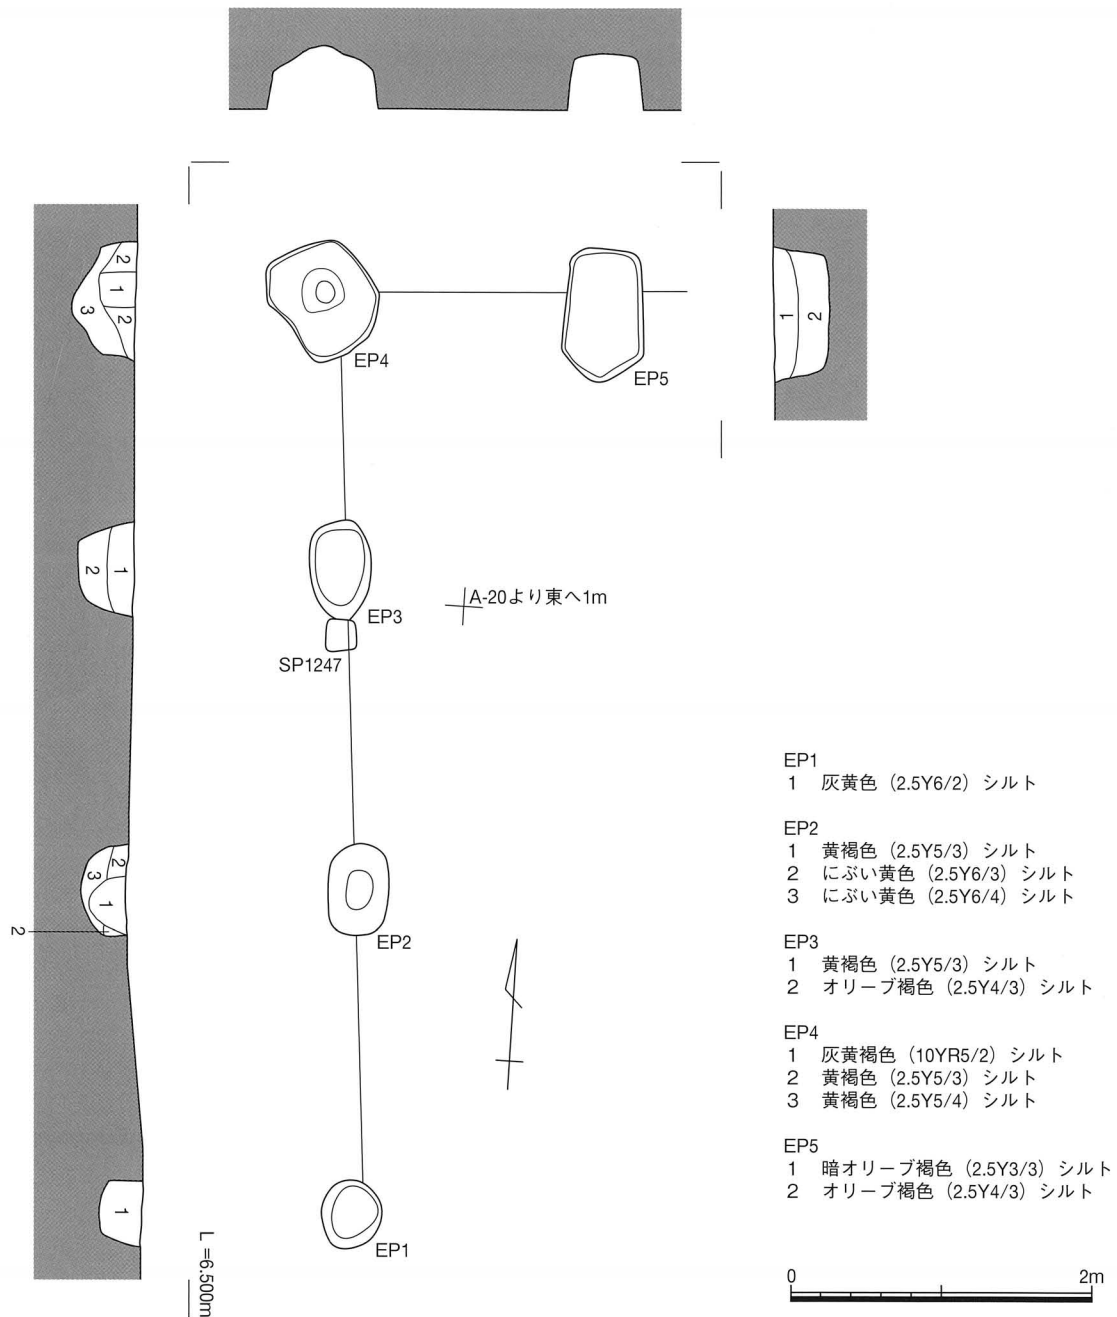 2
1
2
3
EP4
EP5
1
2
1
2
EP3
A-20より東へ1m
SP1247
2
3
1
2
EP2
1
EP1
L =6.500m
EP1
1 灰黄色（2.5Y6/2）シルト
EP2
1 黄褐色（2.5Y5/3）シルト
2 にぶい黄色（2.5Y6/3）シルト
3 にぶい黄色（2.5Y6/4）シルト
EP3
1 黄褐色（2.5Y5/3）シルト
2 オリーブ褐色（2.5Y4/3）シルト
EP4
1 灰黄褐色（10YR5/2）シルト
2 黄褐色（2.5Y5/3）シルト
3 黄褐色（2.5Y5/4）シルト
EP5
1 暗オリーブ褐色（2.5Y3/3）シルト
2 オリーブ褐色（2.5Y4/3）シルト
0 2m